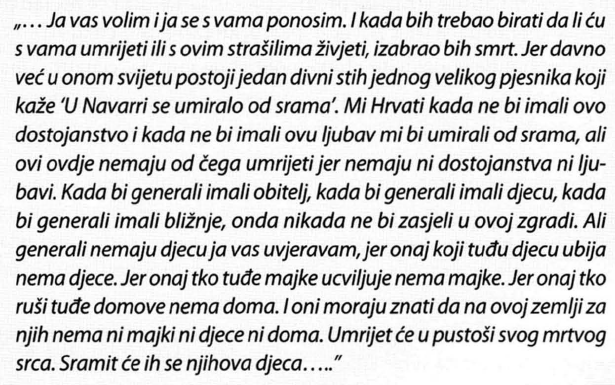 „… Ja vas volim i ja se s vama ponosim. I kada bih trebao birati da li ću
s vama umrijeti ili s ovim strašilima živjeti, izabrao bih smrt. Jer davno
već u onom svijetu postoji jedan divni stih jednog velikog pjesnika koji
kaže ‘U Navarri se umiralo od srama’. Mi Hrvati kada ne bi imali ovo
dostojanstvo i kada ne bi imali ovu ljubav mi bi umirali od srama, ali
ovi ovdje nemaju od čega umrijeti jer nemaju ni dostojanstva ni lju-
bavi. Kada bi generali imali obitelj, kada bi generali imali djecu, kada
bi generali imali bližnje, onda nikada ne bi zasjeli u ovoj zgradi. Ali
generali nemaju djecu ja vas uvjeravam, jer onaj koji tuđu djecu ubija
nema djece. Jer onaj tko tuđe majke ucviljuje nema majke. Jer onaj tko
ruši tuđe domove nema doma. I oni moraju znati da na ovoj zemlji za
njih nema ni majki ni djece ni doma. Umrijet će u pustoši svog mrtvog
srca. Sramit će ih se njihova djeca…..”